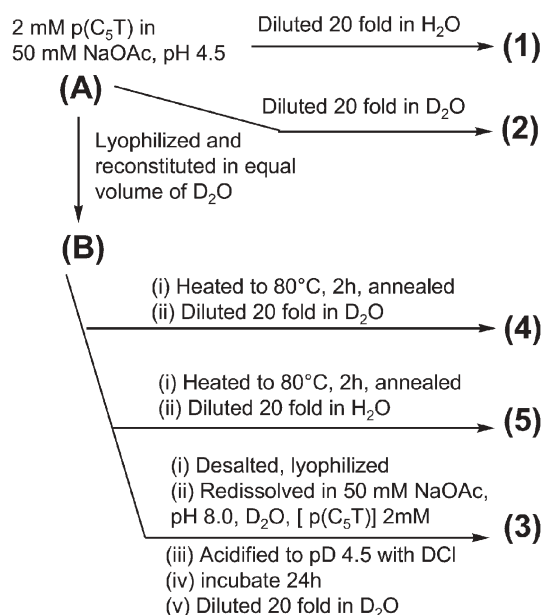 2 mM p(C₅T) in
50 mM NaOAc, pH 4.5
Diluted 20 fold in H₂O
(1)
(A)
Diluted 20 fold in D₂O
(2)
Lyophilized and
reconstituted in equal
volume of D₂O
(B)
(i) Heated to 80°C, 2h, annealed
(ii) Diluted 20 fold in D₂O
(4)
(i) Heated to 80°C, 2h, annealed
(ii) Diluted 20 fold in H₂O
(5)
(i) Desalted, lyophilized
(ii) Redissolved in 50 mM NaOAc,
pH 8.0, D₂O, [ p(C₅T)] 2mM
(3)
(iii) Acidified to pD 4.5 with DCl
(iv) incubate 24h
(v) Diluted 20 fold in D₂O